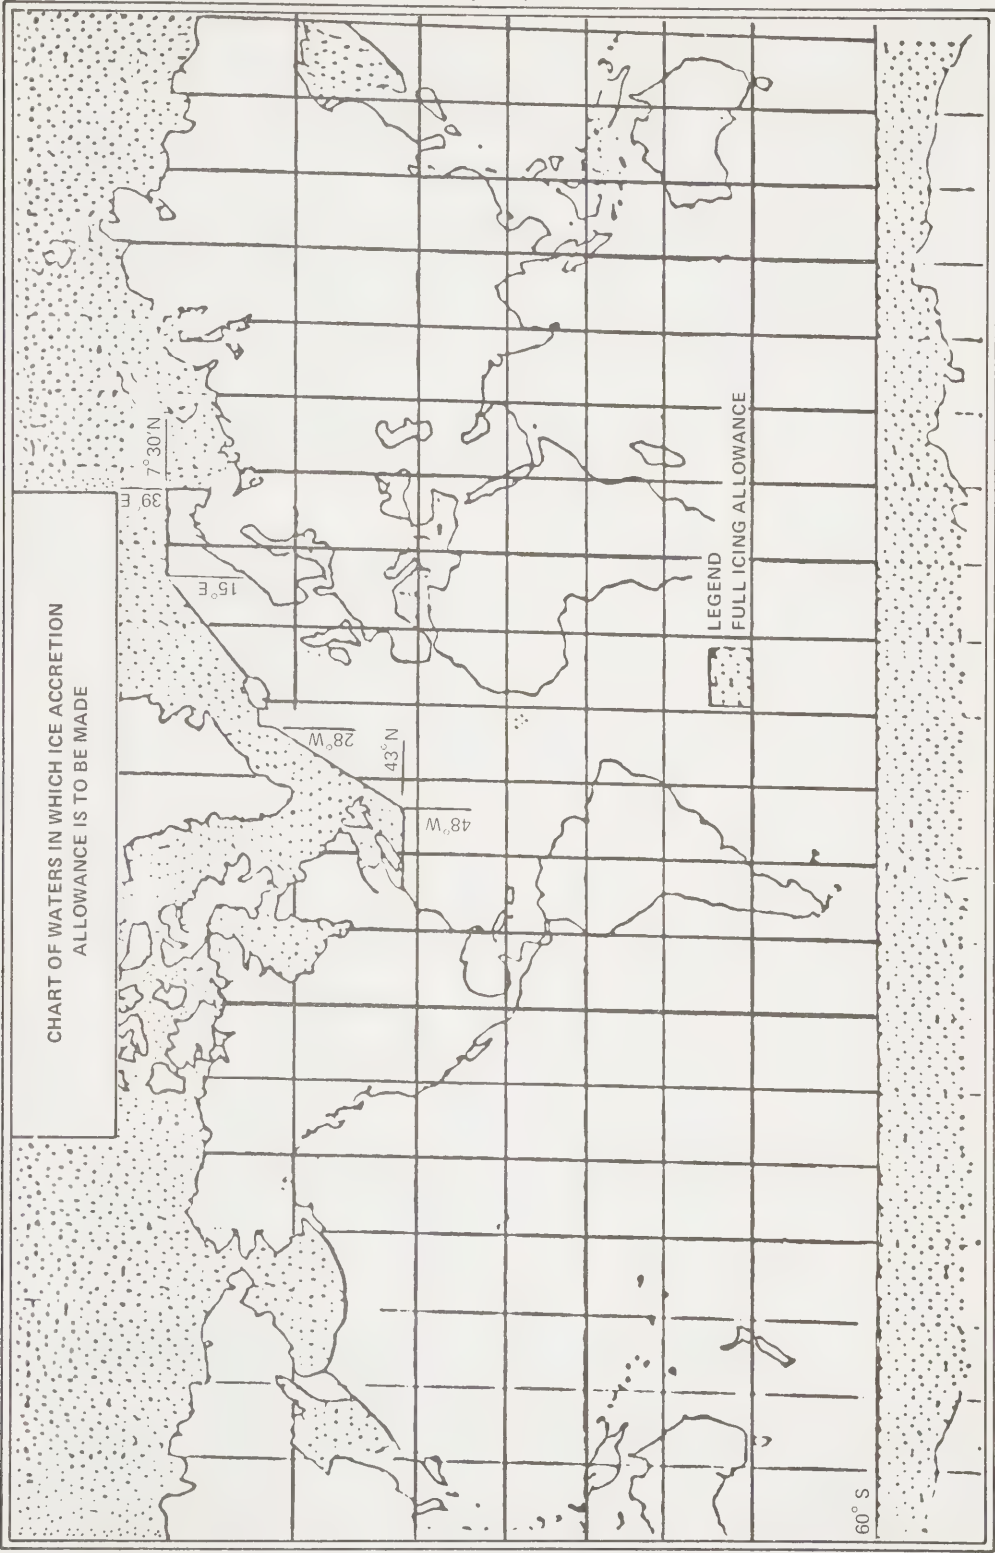 CHART OF WATERS IN WHICH ICE ACCRETION
ALLOWANCE IS TO BE MADE
7°30'N
39°E
15°E
28°W
43°N
48°W
LEGEND
FULL ICING ALLOWANCE
60°S